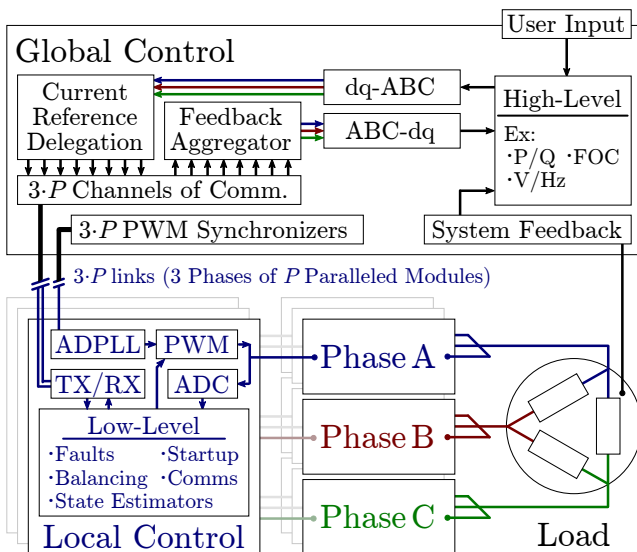 User Input
Global Control
Current
Reference
Delegation
Feedback
Aggregator
dq-ABC
ABC-dq
High-Level
Ex:
·P/Q ·FOC
·V/Hz
3·P Channels of Comm.
3·P PWM Synchronizers
System Feedback
3·P links (3 Phases of P Paralleled Modules)
ADPLL
PWM
TX/RX
ADC
Low-Level
·Faults ·Startup
·Balancing ·Comms
·State Estimators
Local Control
Phase A
Phase B
Phase C
Load